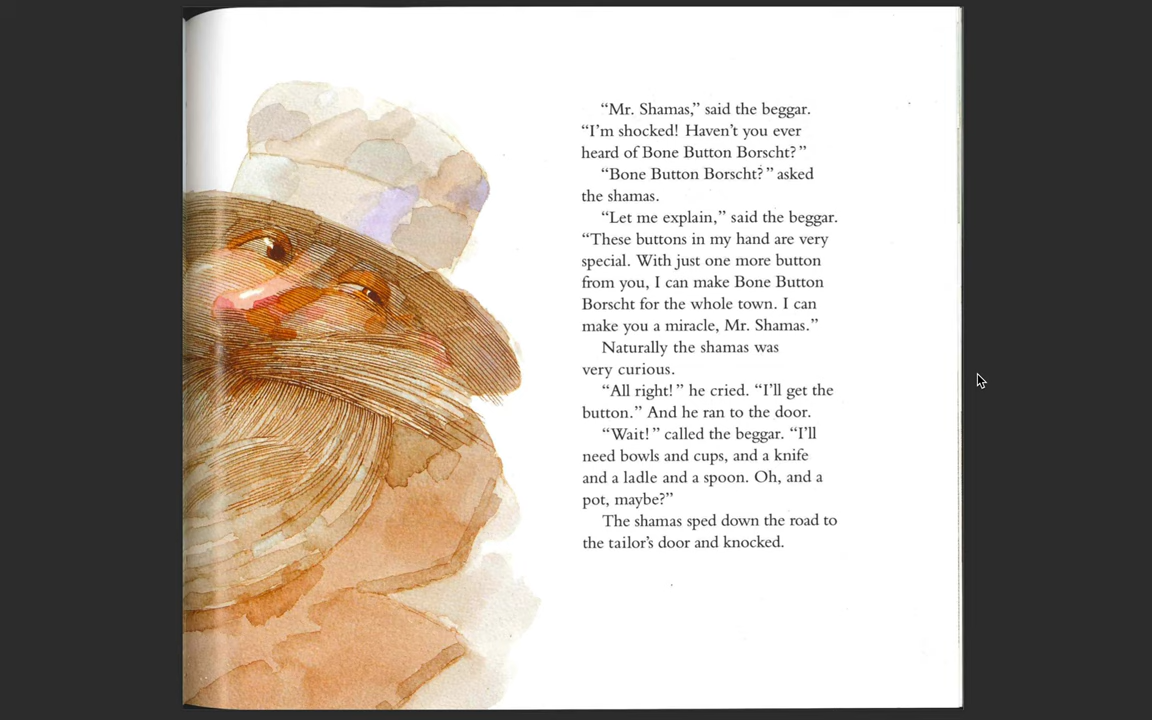 “Mr. Shamas,” said the beggar.
“I’m shocked! Haven’t you ever
heard of Bone Button Borscht?”
“Bone Button Borscht?” asked
the shamas.
“Let me explain,” said the beggar.
“These buttons in my hand are very
special. With just one more button
from you, I can make Bone Button
Borscht for the whole town. I can
make you a miracle, Mr. Shamas.”
Naturally the shamas was
very curious.
“All right!” he cried. “I’ll get the
button.” And he ran to the door.
“Wait!” called the beggar. “I’ll
need bowls and cups, and a knife
and a ladle and a spoon. Oh, and a
pot, maybe?”
The shamas sped down the road to
the tailor’s door and knocked.